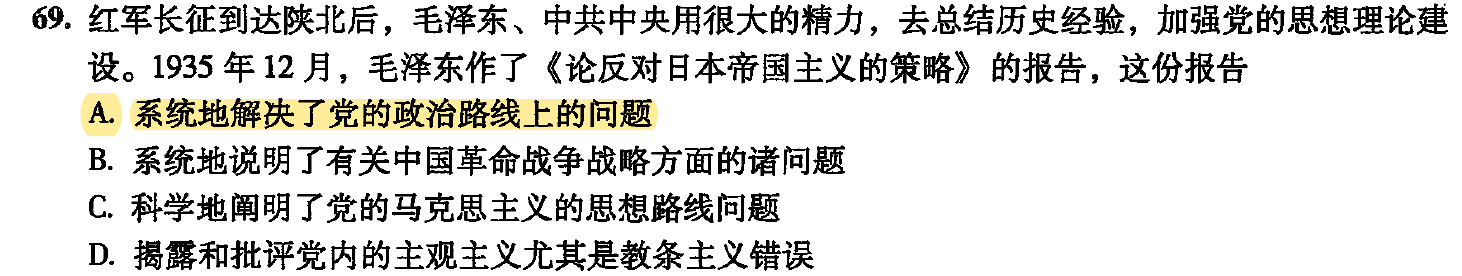 69. 红军长征到达陕北后，毛泽东、中共中央用很大的精力，去总结历史经验，加强党的思想理论建
设。1935 年 12 月，毛泽东作了《论反对日本帝国主义的策略》的报告，这份报告
A. 系统地解决了党的政治路线上的问题
B. 系统地说明了有关中国革命战争战略方面的诸问题
C. 科学地阐明了党的马克思主义的思想路线问题
D. 揭露和批评党内的主观主义尤其是教条主义错误